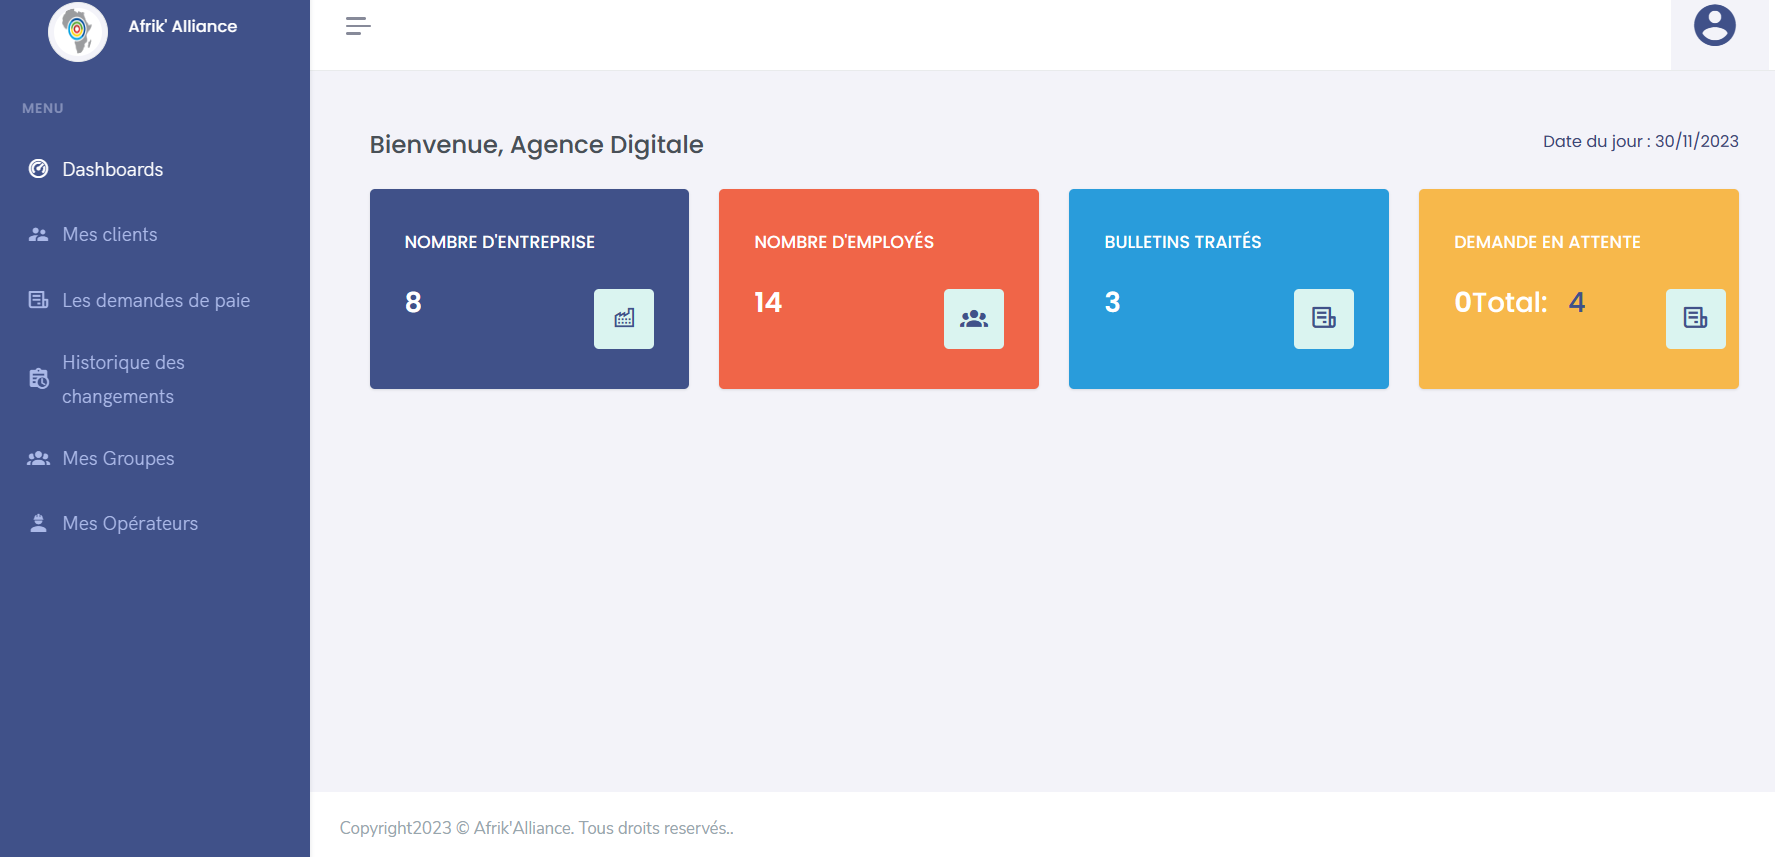 Afrik' Alliance
MENU
Dashboards
Mes clients
Les demandes de paie
Historique des
changements
Mes Groupes
Mes Opérateurs
Bienvenue, Agence Digitale
Date du jour : 30/11/2023
NOMBRE D'ENTREPRISE
8
NOMBRE D'EMPLOYÉS
14
BULLETINS TRAITÉS
3
DEMANDE EN ATTENTE
0Total: 4
Copyright2023 © Afrik'Alliance. Tous droits reservés..